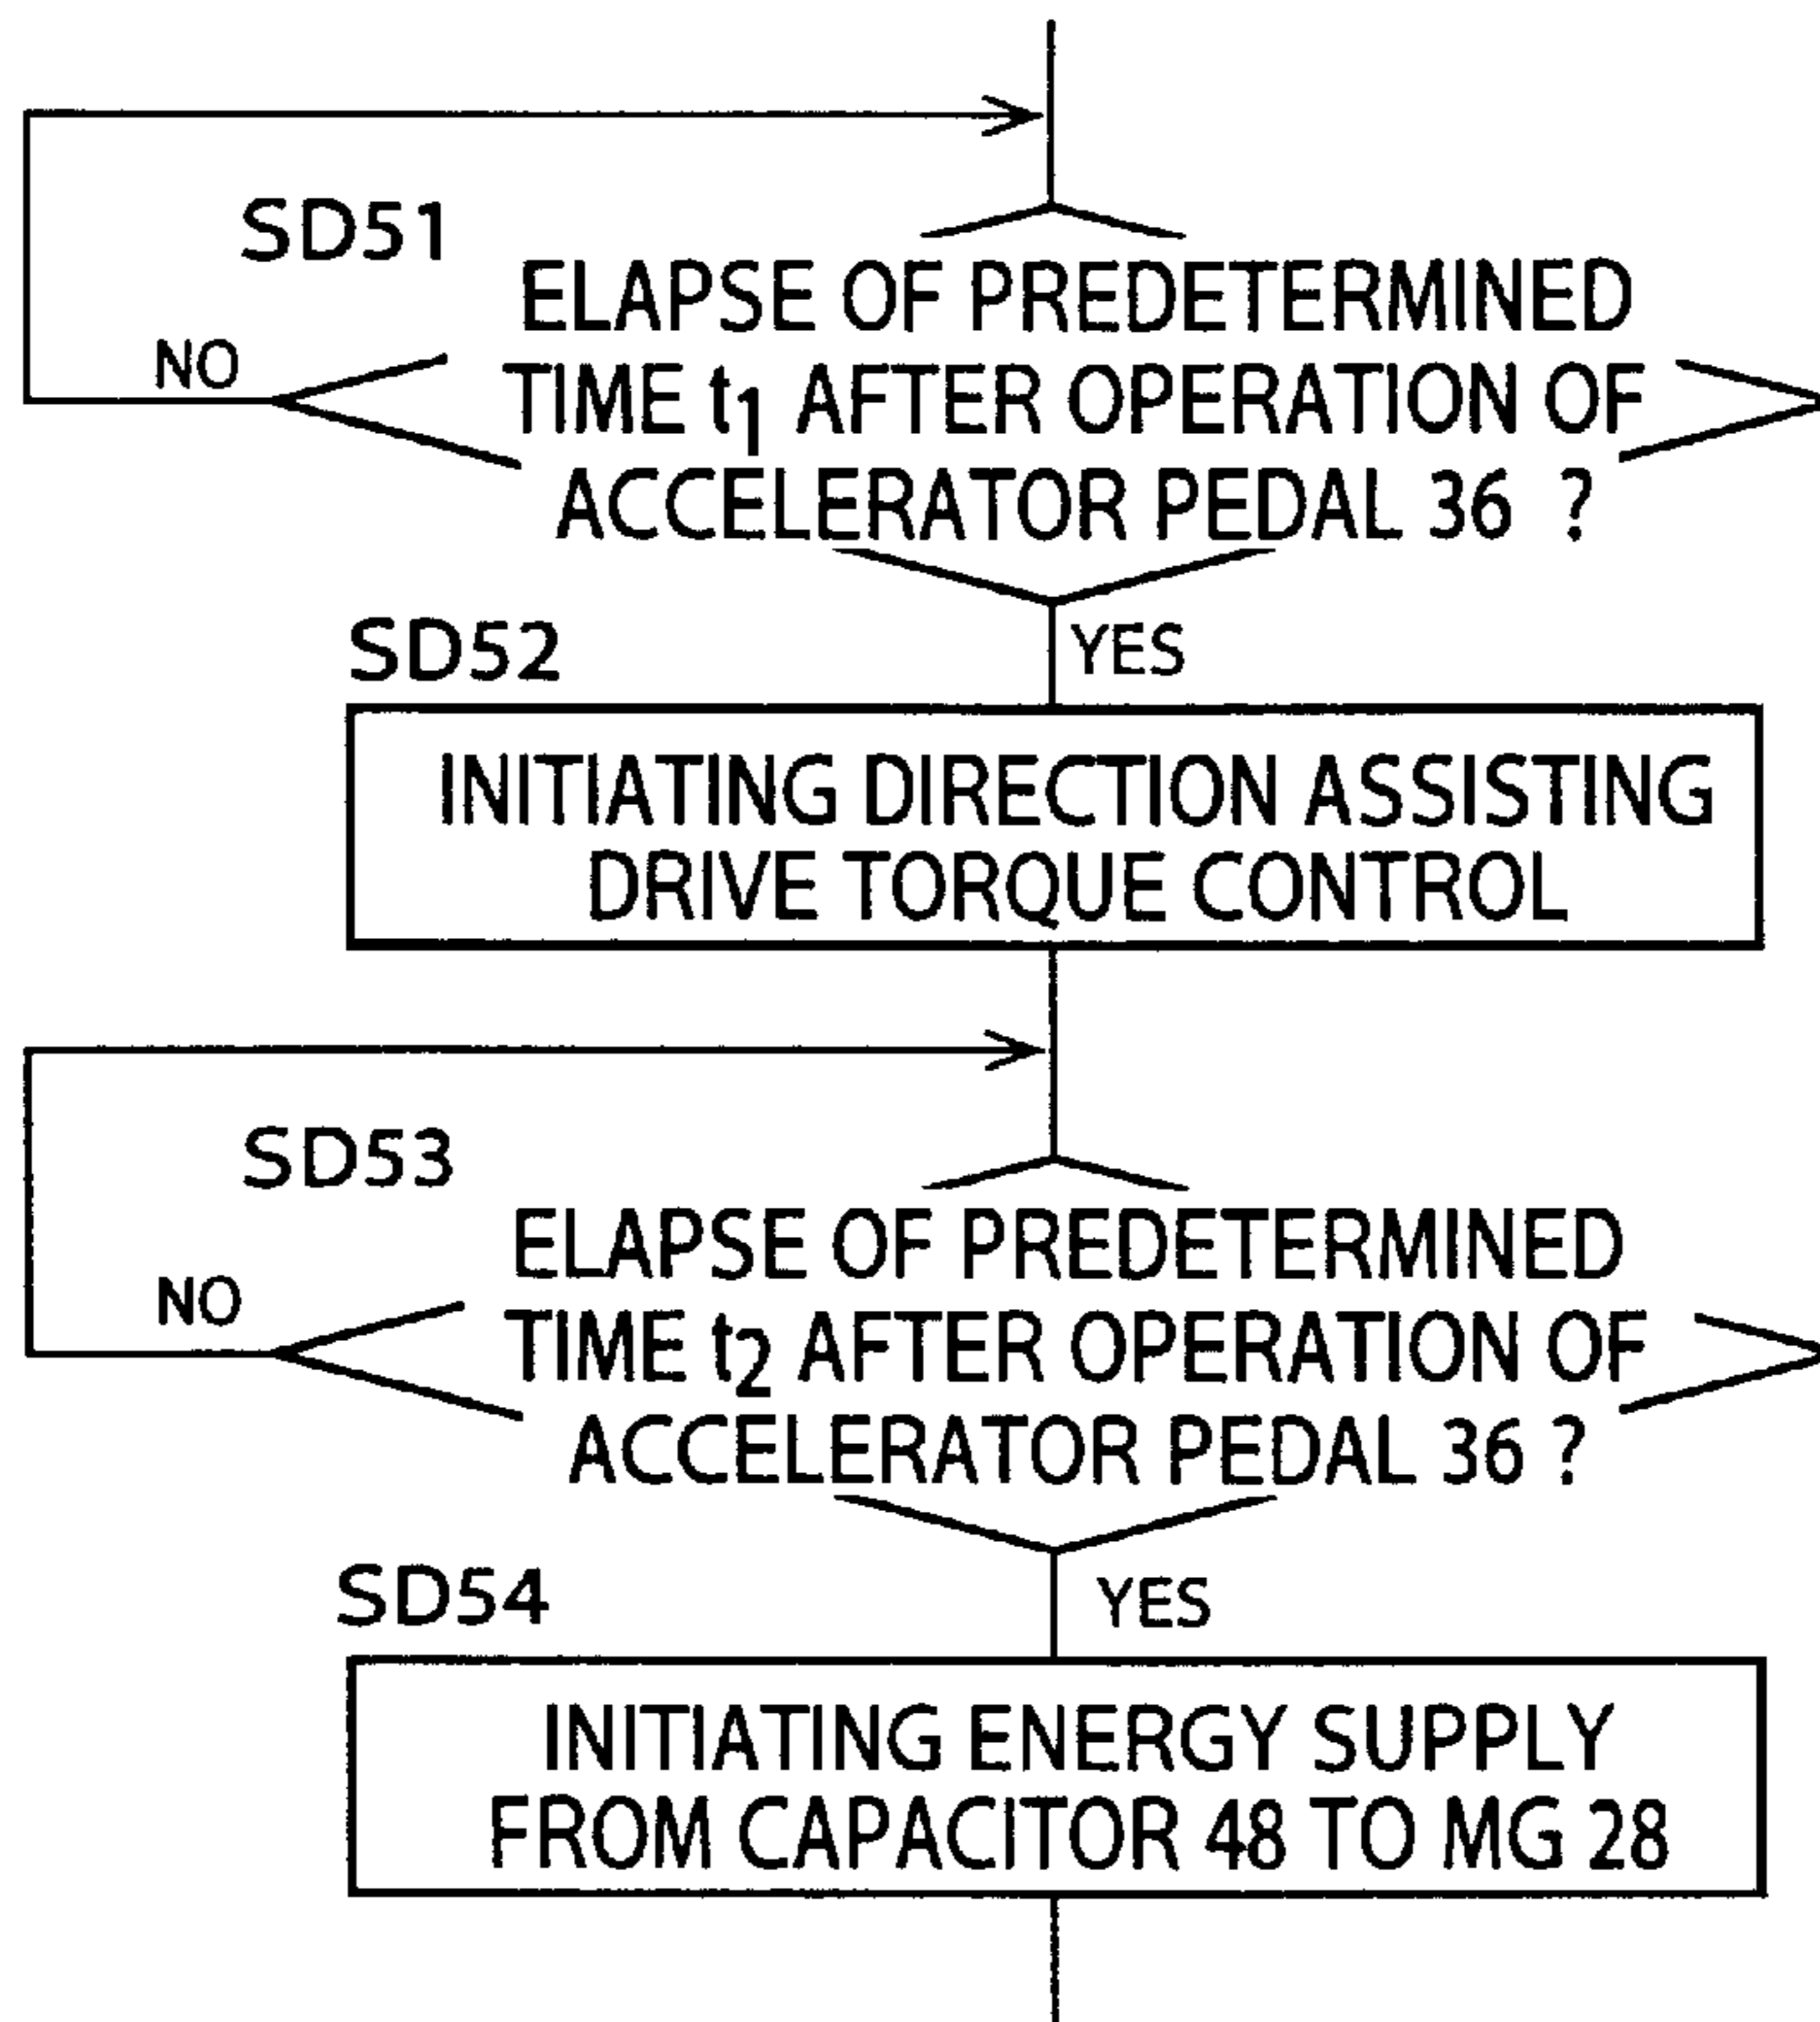 SD51
ELAPSE OF PREDETERMINED
NO
TIME t₁ AFTER OPERATION OF
ACCELERATOR PEDAL 36 ?
SD52
YES
INITIATING DIRECTION ASSISTING
DRIVE TORQUE CONTROL
SD53
ELAPSE OF PREDETERMINED
NO
TIME t₂ AFTER OPERATION OF
ACCELERATOR PEDAL 36 ?
SD54
YES
INITIATING ENERGY SUPPLY
FROM CAPACITOR 48 TO MG 28